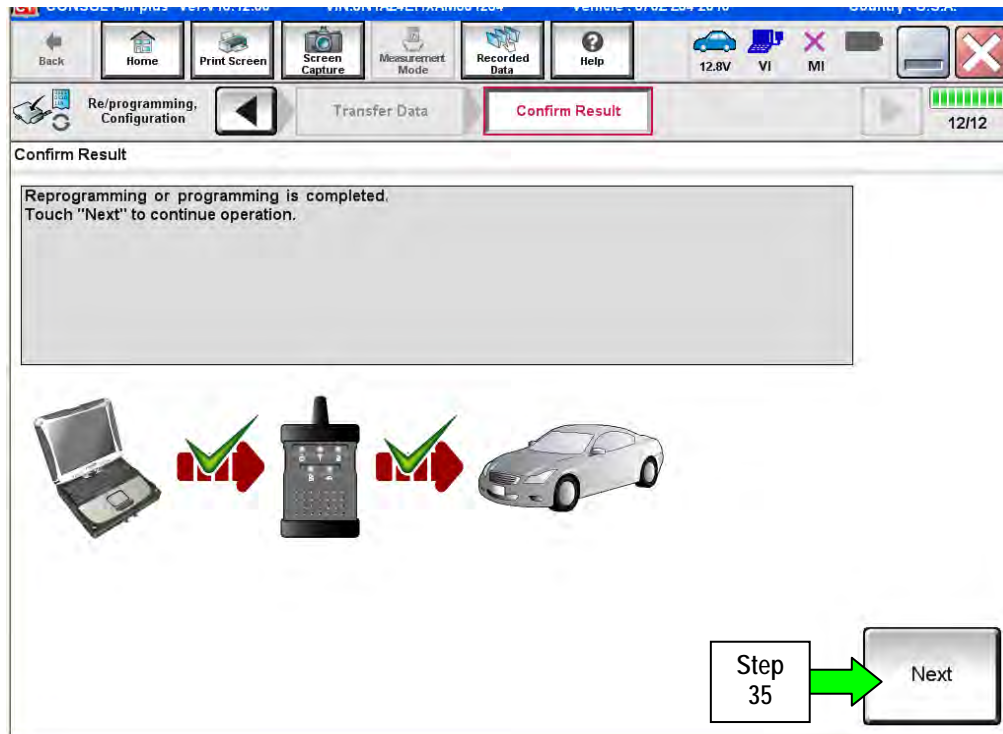 Back
Home
Print Screen
Screen
Capture
Measurement
Mode
Recorded
Data
Help
12.8V
VI
MI
Re/programming,
Configuration
Transfer Data
Confirm Result
12/12
Confirm Result
Reprogramming or programming is completed.
Touch "Next" to continue operation.
Step
35
Next